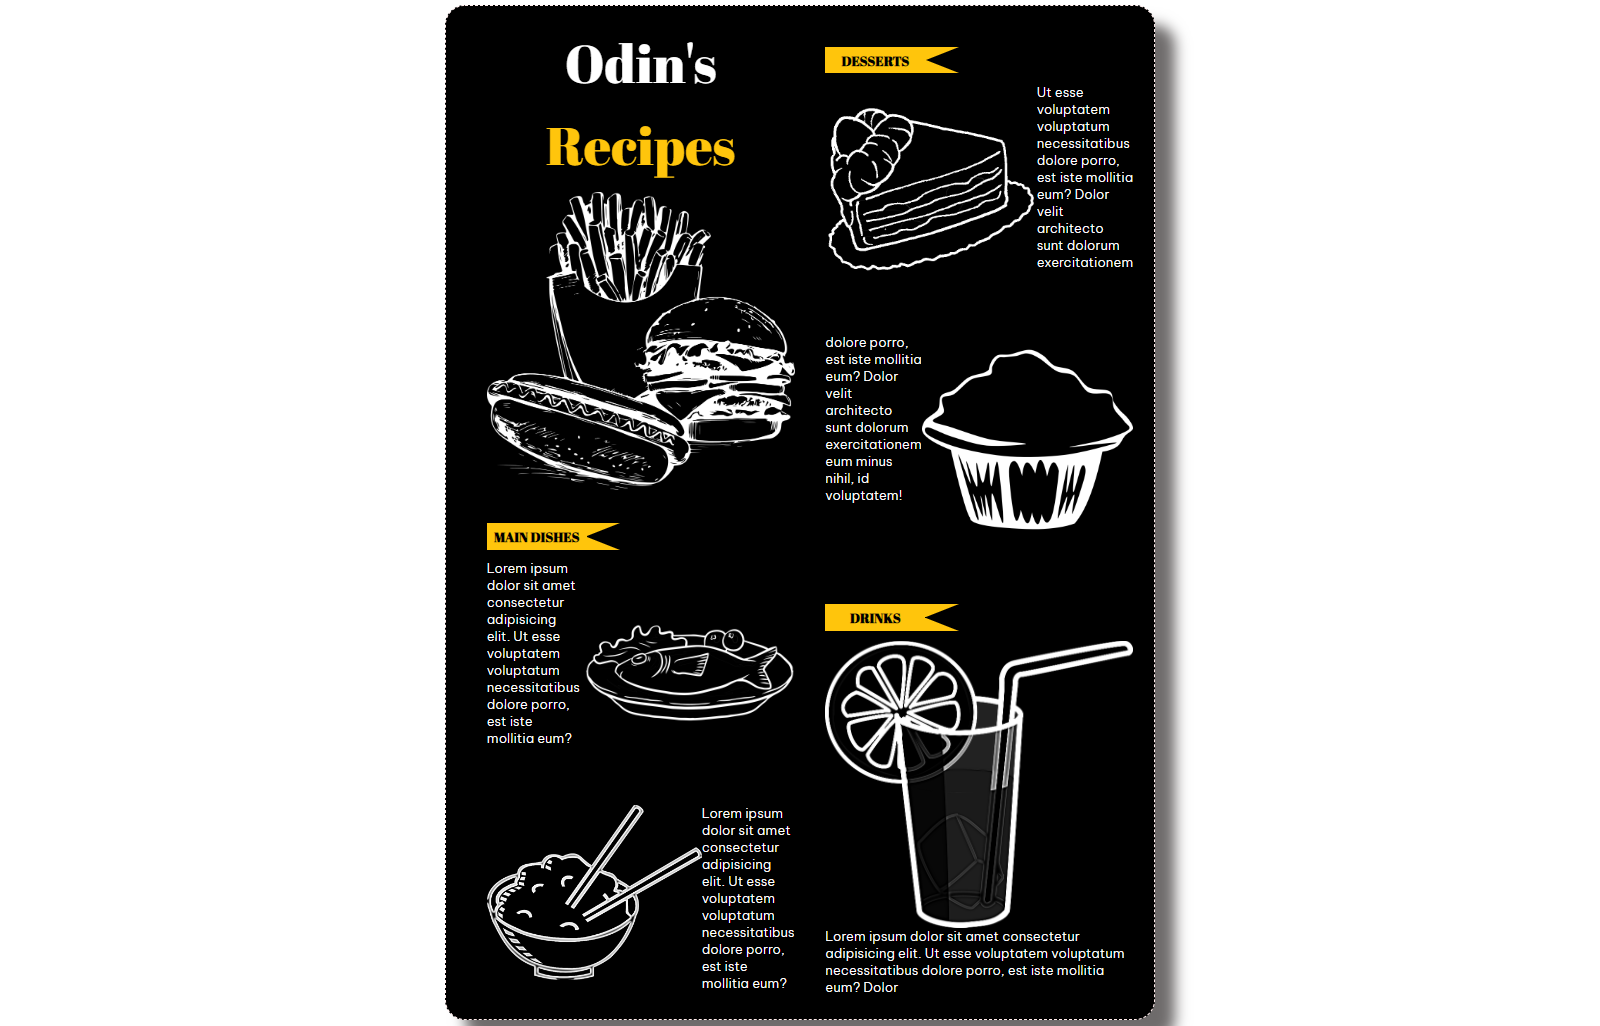 Odin's
Recipes
MAIN DISHES
Lorem ipsum
dolor sit amet
consectetur
adipisicing
elit. Ut esse
voluptatem
voluptatum
necessitatibus
dolore porro,
est iste
mollitia eum?
Lorem ipsum
dolor sit amet
consectetur
adipisicing
elit. Ut esse
voluptatem
voluptatum
necessitatibus
dolore porro,
est iste
mollitia eum?
DESSERTS
Ut esse
voluptatem
voluptatum
necessitatibus
dolore porro,
est iste mollitia
eum? Dolor
velit
architecto
sunt dolorum
exercitationem
dolore porro,
est iste mollitia
eum? Dolor
velit
architecto
sunt dolorum
exercitationem
eum minus
nihil, id
voluptatem!
DRINKS
Lorem ipsum dolor sit amet consectetur
adipisicing elit. Ut esse voluptatem voluptatum
necessitatibus dolore porro, est iste mollitia
eum? Dolor